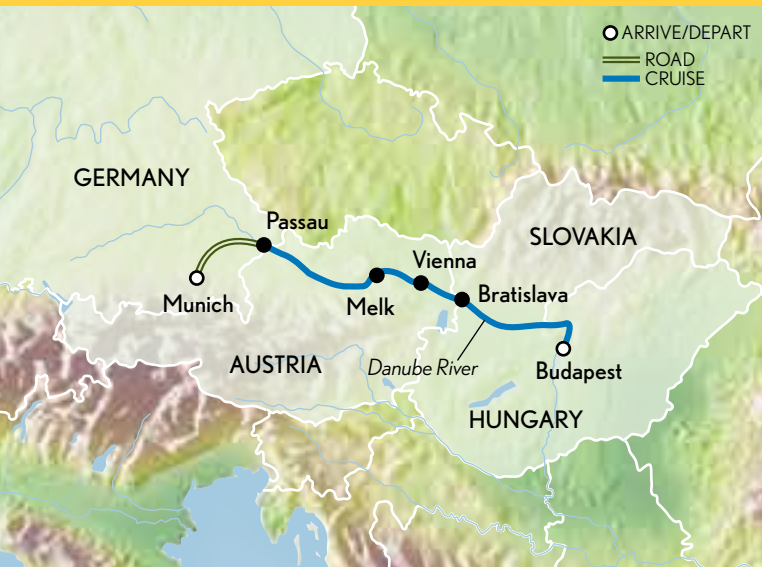 ARRIVE/DEPART
ROAD
CRUISE
GERMANY
Passau
SLOVAKIA
Vienna
Munich
Melk
Bratislava
AUSTRIA
Danube River
Budapest
HUNGARY